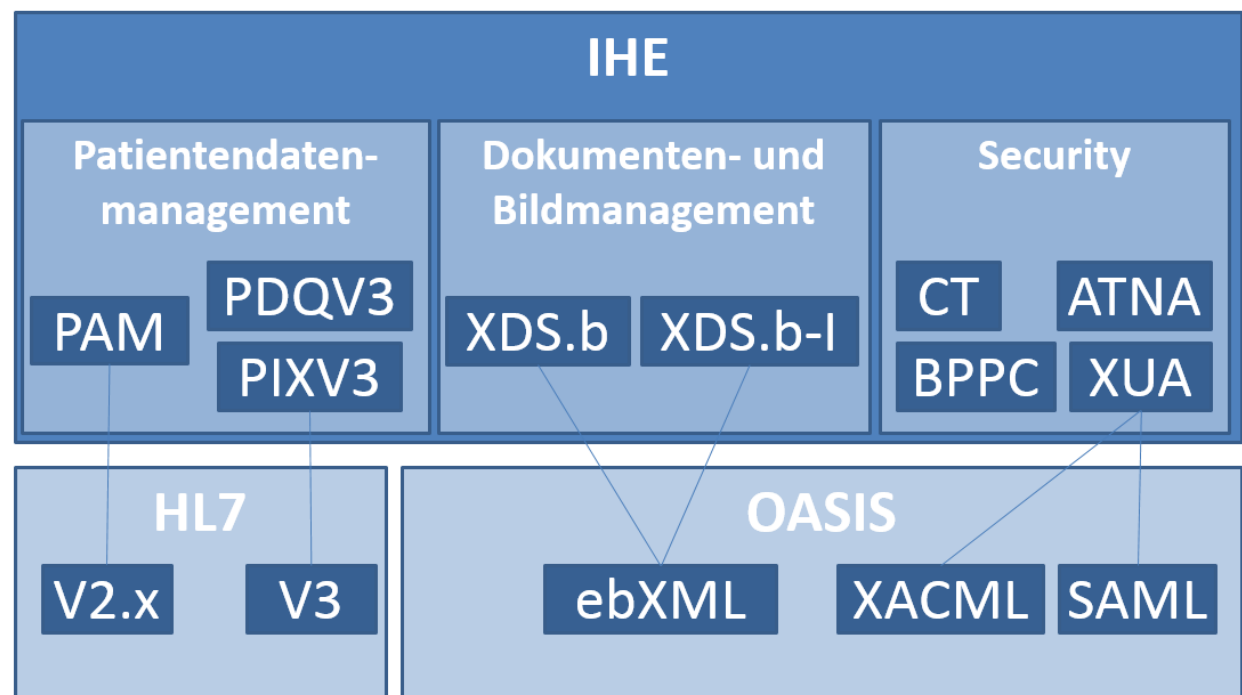 IHE
Patientendaten-
management
PAM
PDQV3
PIXV3
Dokumenten- und
Bildmanagement
XDS.b
XDS.b-I
Security
CT
ATNA
BPPC
XUA
HL7
V2.x
V3
OASIS
ebXML
XACML
SAML